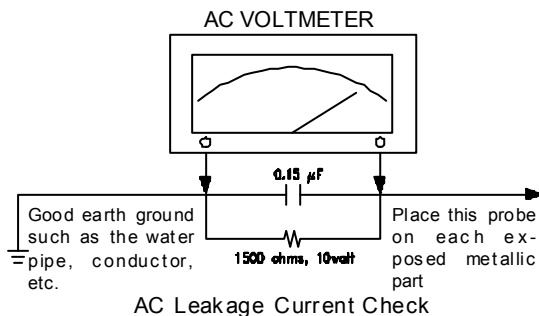 AC VOLTMETER
0.15 µF
Good earth ground
such as the water
pipe, conductor,
etc.
1500 ohms, 10watt
Place this probe
on each ex-
posed metallic
part
AC Leakage Current Check